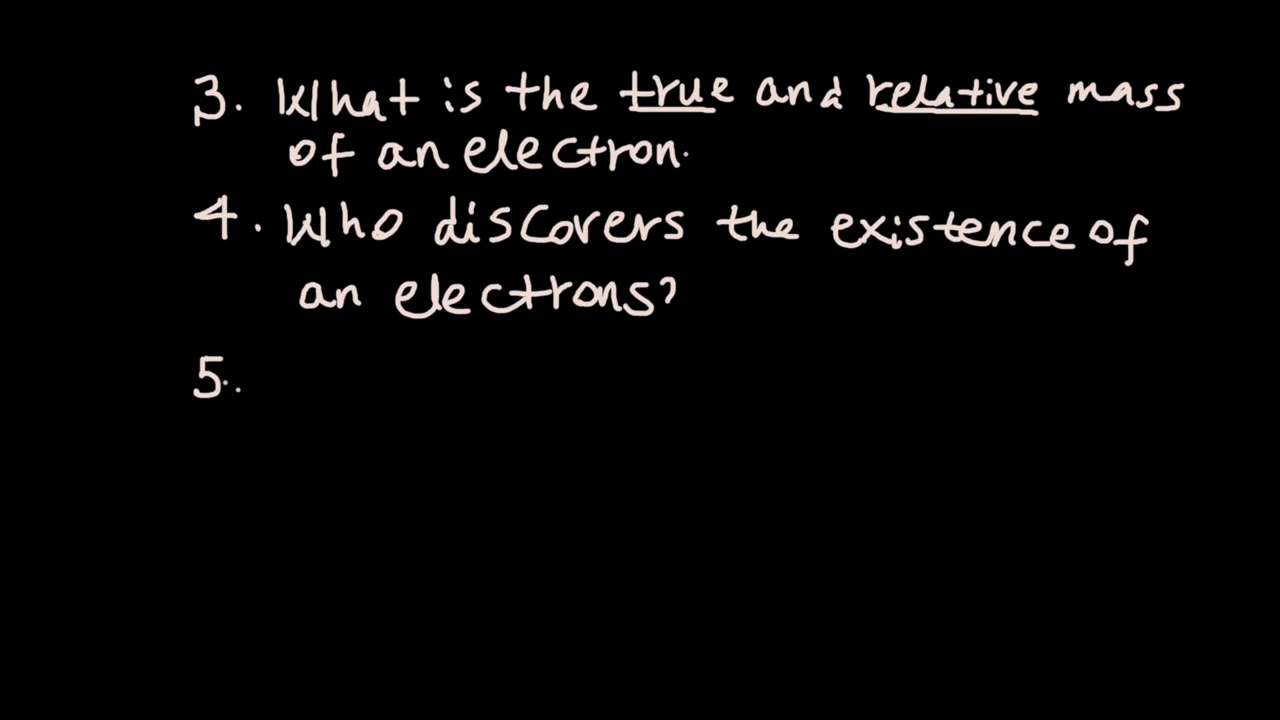 3. What is the true and relative mass
of an electron.
4. Who discovers the existence of
an electrons?
5..